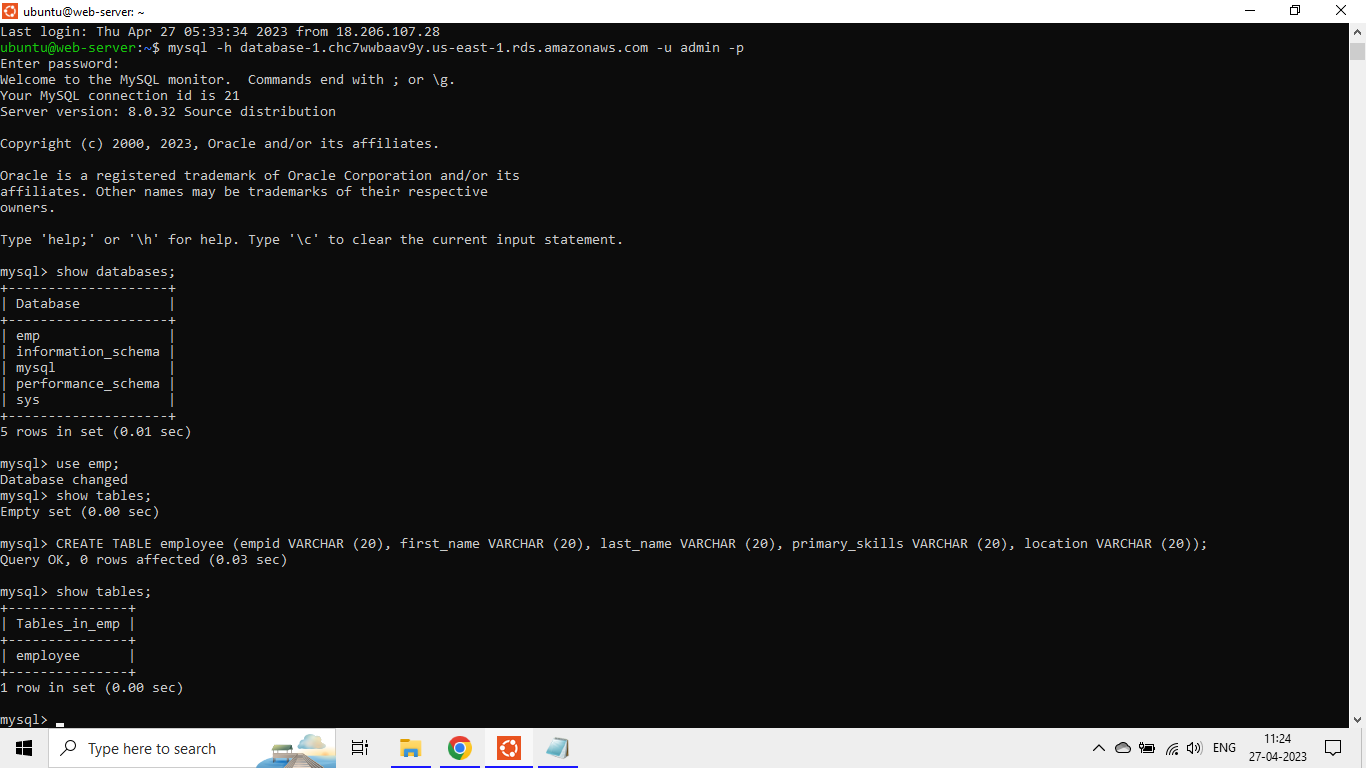 ubuntu@web-server: ~
Last login: Thu Apr 27 05:33:34 2023 from 18.206.107.28
ubuntu@web-server:~$ mysql -h database-1.chc7wwbaav9y.us-east-1.rds.amazonaws.com -u admin -p
Enter password:
Welcome to the MySQL monitor.  Commands end with ; or \g.
Your MySQL connection id is 21
Server version: 8.0.32 Source distribution

Copyright (c) 2000, 2023, Oracle and/or its affiliates.

Oracle is a registered trademark of Oracle Corporation and/or its
affiliates. Other names may be trademarks of their respective
owners.

Type 'help;' or '\h' for help. Type '\c' to clear the current input statement.

mysql> show databases;
+--------------------+
| Database           |
+--------------------+
| emp                |
| information_schema |
| mysql              |
| performance_schema |
| sys                |
+--------------------+
5 rows in set (0.01 sec)

mysql> use emp;
Database changed
mysql> show tables;
Empty set (0.00 sec)

mysql> CREATE TABLE employee (empid VARCHAR (20), first_name VARCHAR (20), last_name VARCHAR (20), primary_skills VARCHAR (20), location VARCHAR (20));
Query OK, 0 rows affected (0.03 sec)

mysql> show tables;
+---------------+
| Tables_in_emp |
+---------------+
| employee      |
+---------------+
1 row in set (0.00 sec)

mysql>
Type here to search
ENG
11:24
27-04-2023